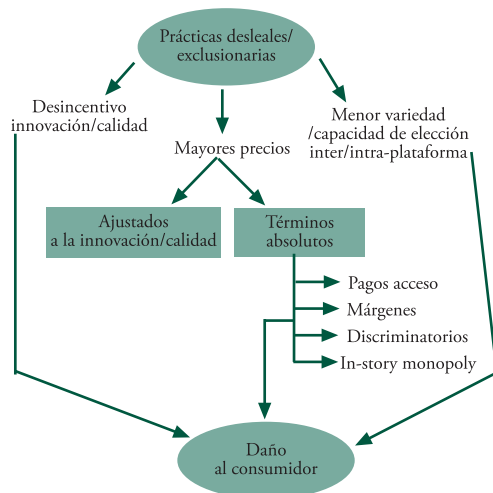 Prácticas desleales/
exclusionarias
Desincentivo
innovación/calidad
Mayores precios
Menor variedad
/capacidad de elección
inter/intra-plataforma
Ajustados
a la innovación/calidad
Términos
absolutos
Pagos acceso
Márgenes
Discriminatorios
In-story monopoly
Daño
al consumidor